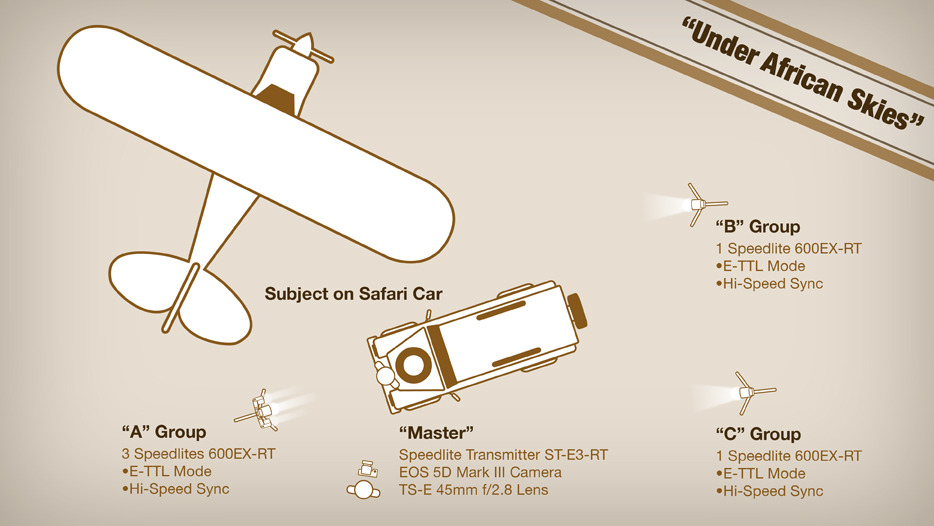 “Under African Skies”
“B” Group
1 Speedlite 600EX-RT
•E-TTL Mode
•Hi-Speed Sync
Subject on Safari Car
“A” Group
3 Speedlites 600EX-RT
•E-TTL Mode
•Hi-Speed Sync
“Master”
Speedlite Transmitter ST-E3-RT
EOS 5D Mark III Camera
TS-E 45mm f/2.8 Lens
“C” Group
1 Speedlite 600EX-RT
•E-TTL Mode
•Hi-Speed Sync